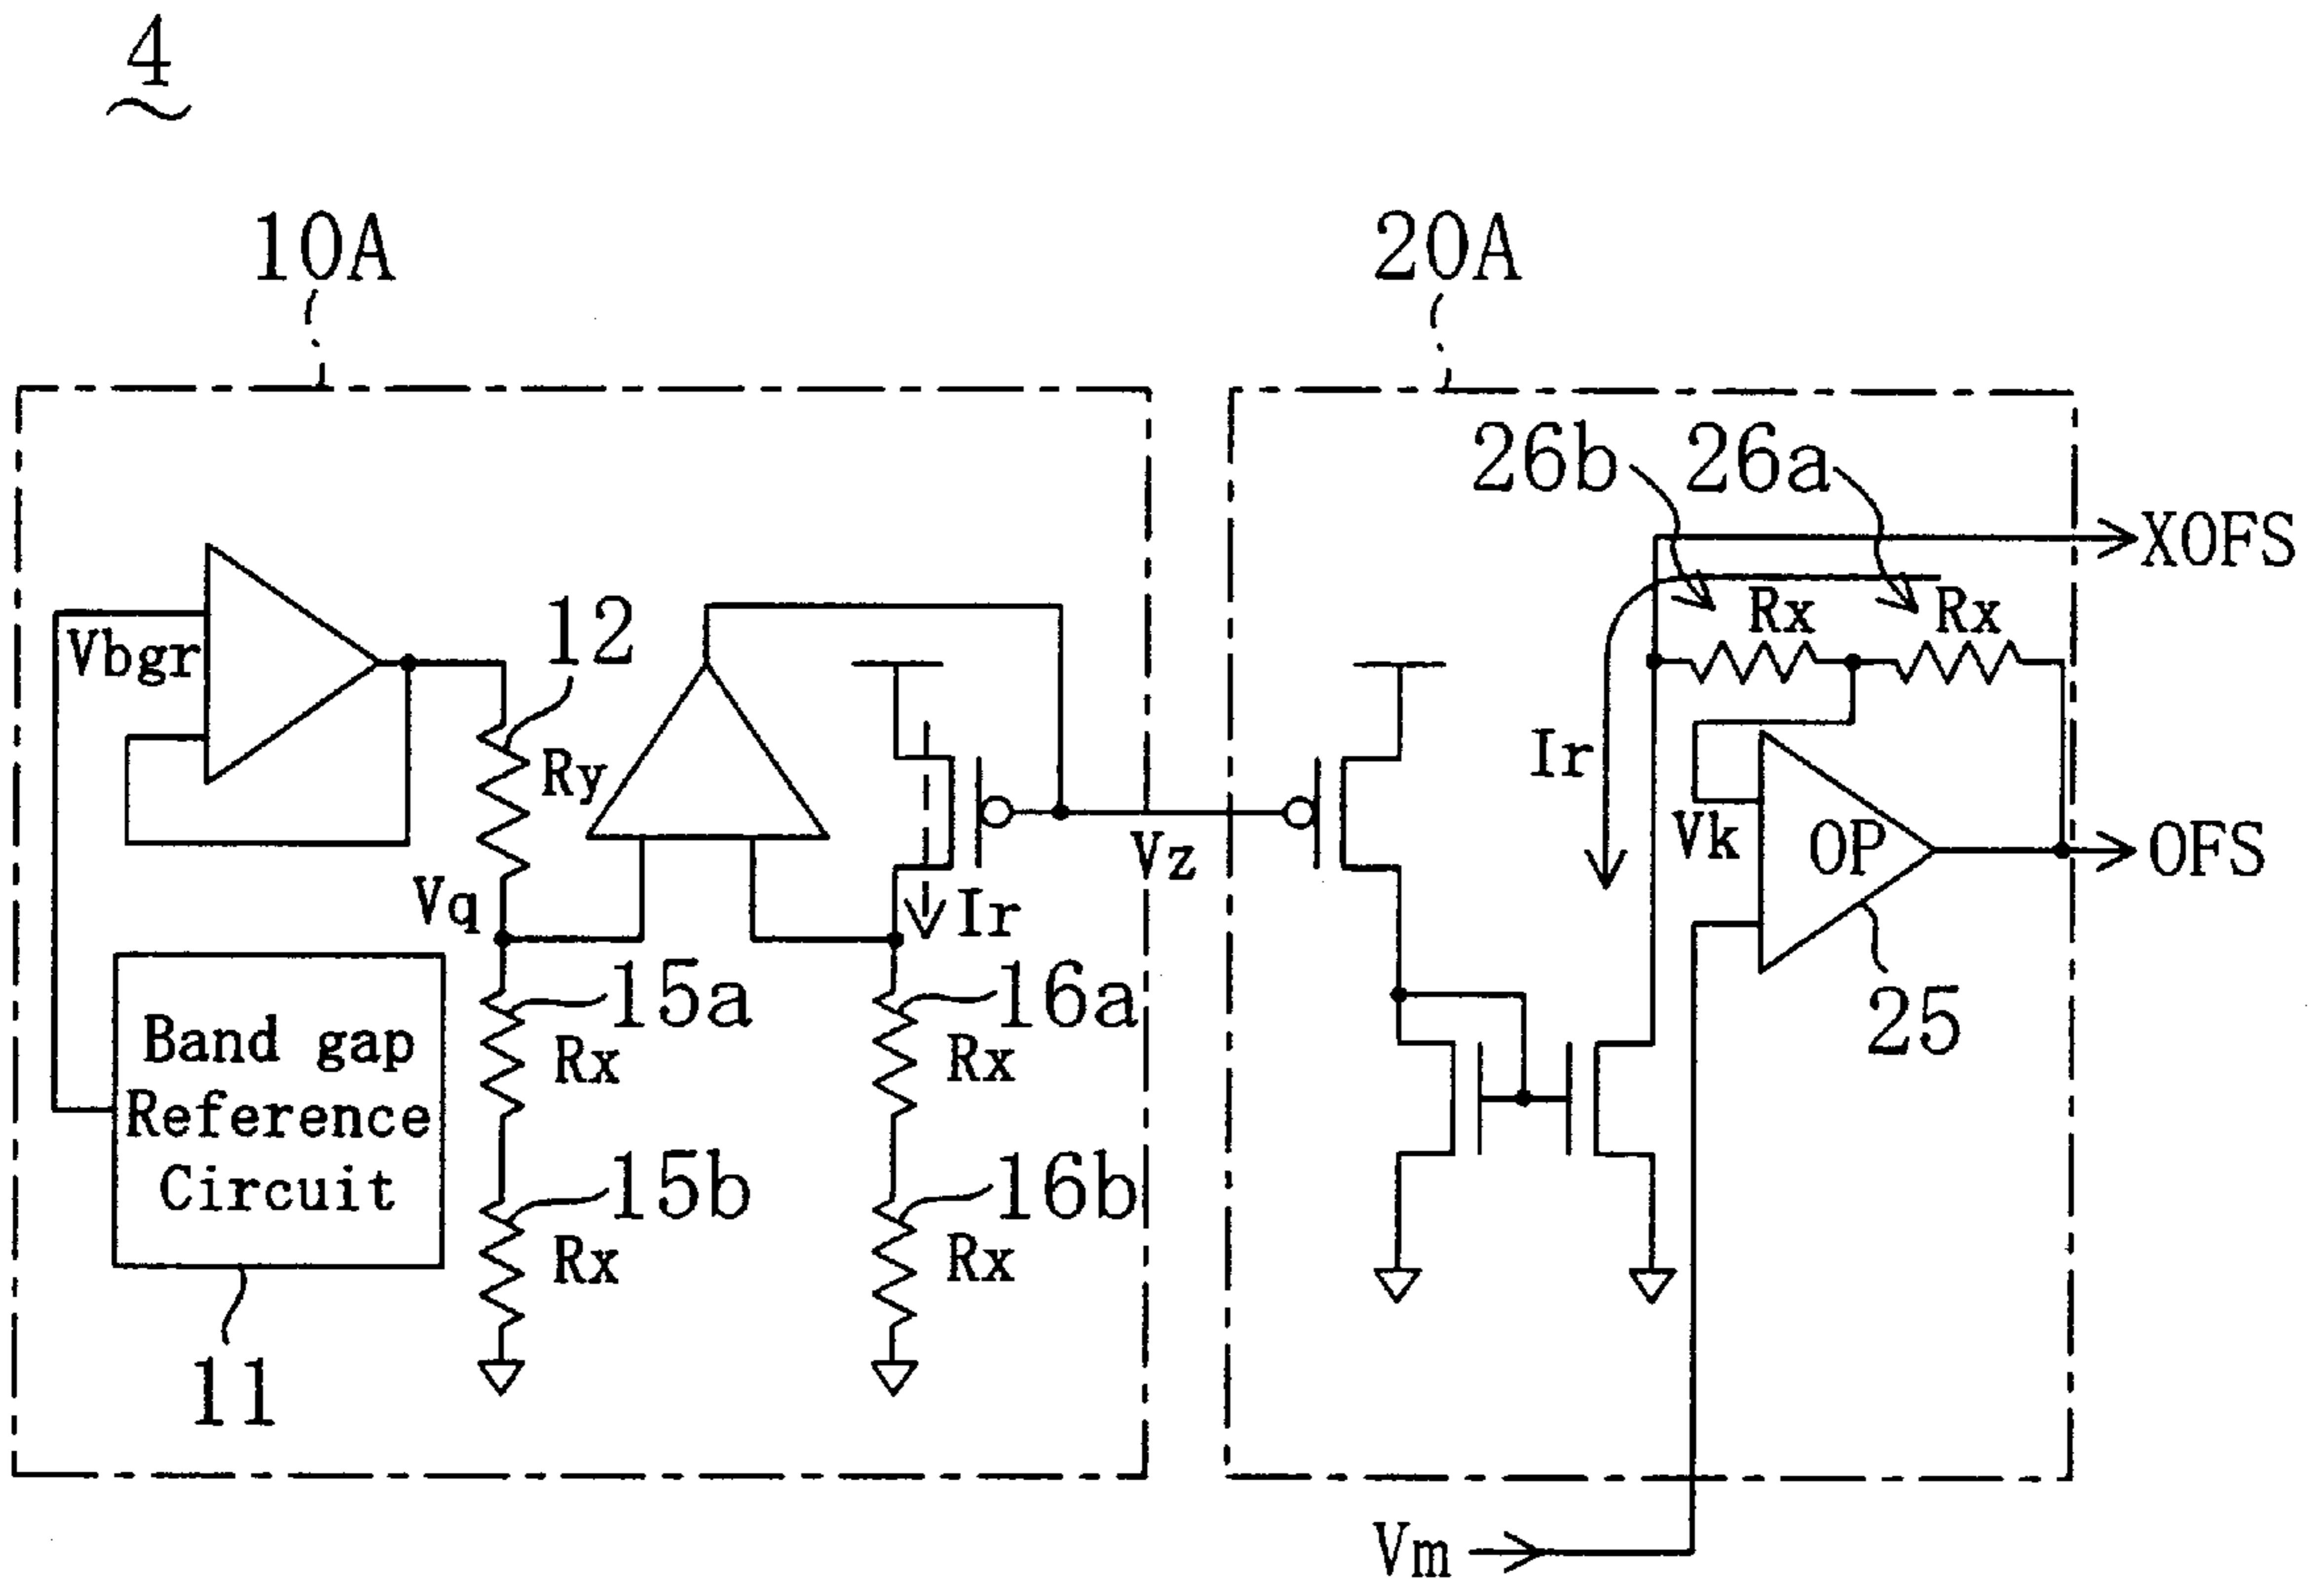 4
10A
20A
26b
26a
XOFS
Vbgr
12
Rx
Rx
Ry
Ir
Vz
Vk
OP
OFS
Vq
Ir
25
15a
16a
Rx
Rx
Band gap
Reference
Circuit
15b
16b
Rx
Rx
11
Vm